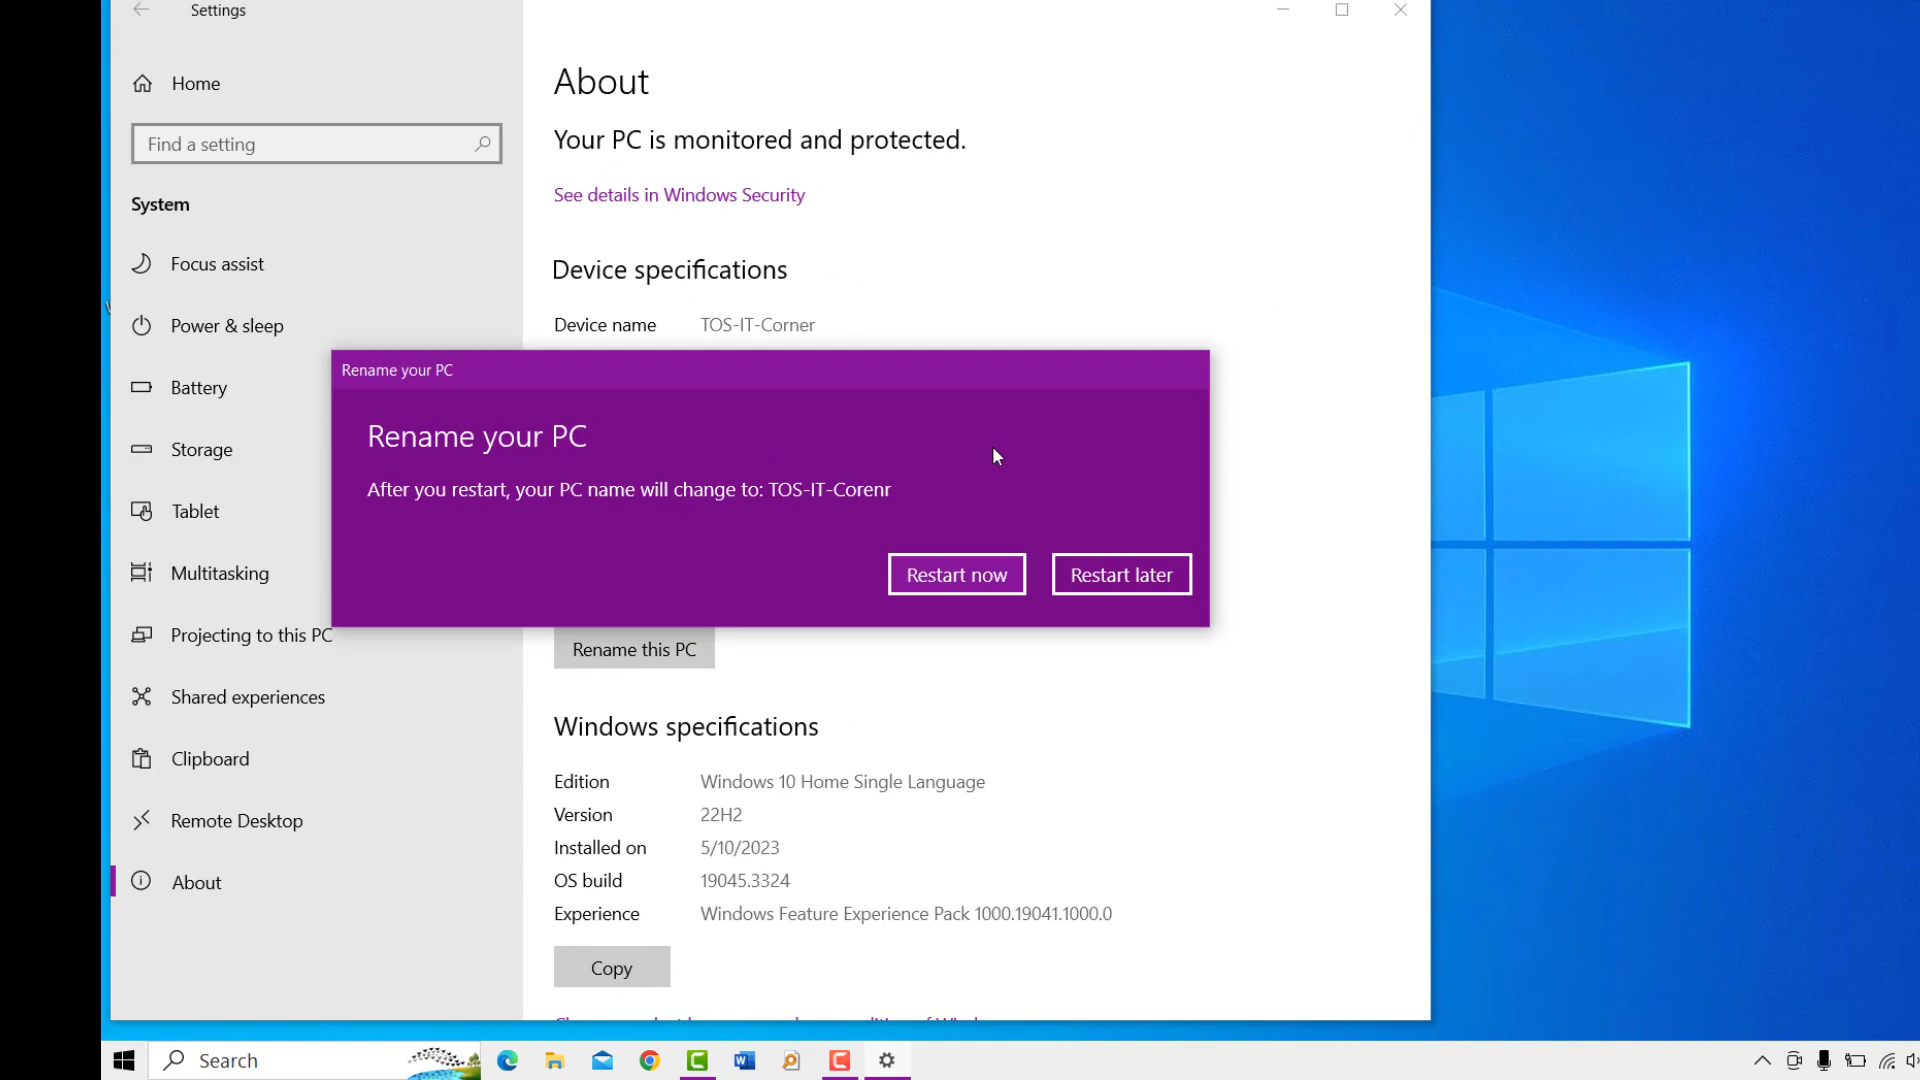 Settings
Home
Find a setting
System
Focus assist
Power & sleep
Battery
Storage
Tablet
Multitasking
Projecting to this PC
Shared experiences
Clipboard
Remote Desktop
About
About
Your PC is monitored and protected.
See details in Windows Security
Device specifications
Device name TOS-IT-Corner
Rename your PC
Rename your PC
After you restart, your PC name will change to: TOS-IT-Corenr
Restart now Restart later
Rename this PC
Windows specifications
Edition Windows 10 Home Single Language
Version 22H2
Installed on 5/10/2023
OS build 19045.3324
Experience Windows Feature Experience Pack 1000.19041.1000.0
Copy
Search